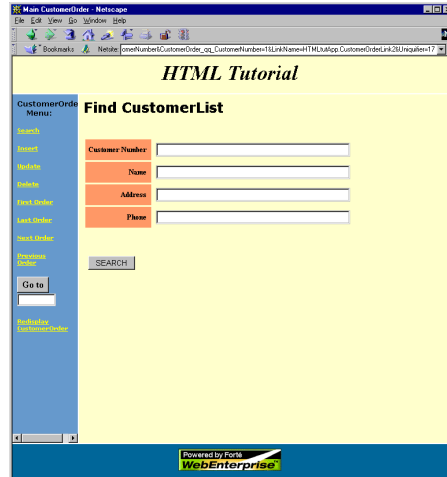 Main CustomerOrder - Netscape
File Edit View Go Window Help
Bookmarks Netsite: omerNumber&CustomerOrder_qq_CustomerNumber=1&LinkName=HTMLtutApp.CustomerOrderLink2&Uniquifier=17
HTML Tutorial
CustomerOrde
Menu:
Search
Insert
Update
Delete
First Order
Last Order
Next Order
Previous
Order
Go to
Redisplay
CustomerOrder
Find CustomerList
Customer Number
Name
Address
Phone
SEARCH
Powered by Forté
WebEnterprise